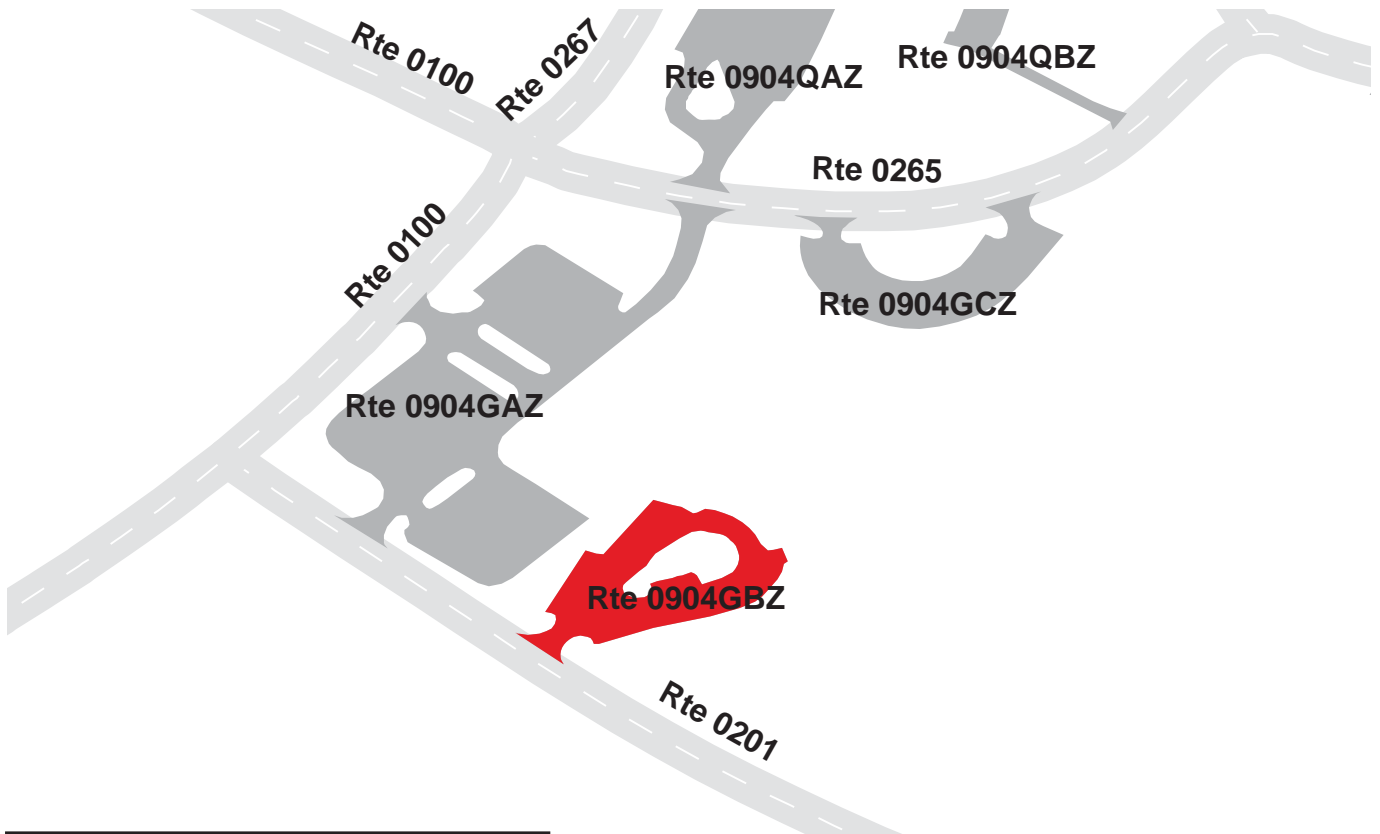 Rte 0100
Rte 0267
Rte 0904QAZ
Rte 0904QBZ
Rte 0265
Rte 0100
Rte 0904GCZ
Rte 0904GAZ
Rte 0904GBZ
Rte 0201